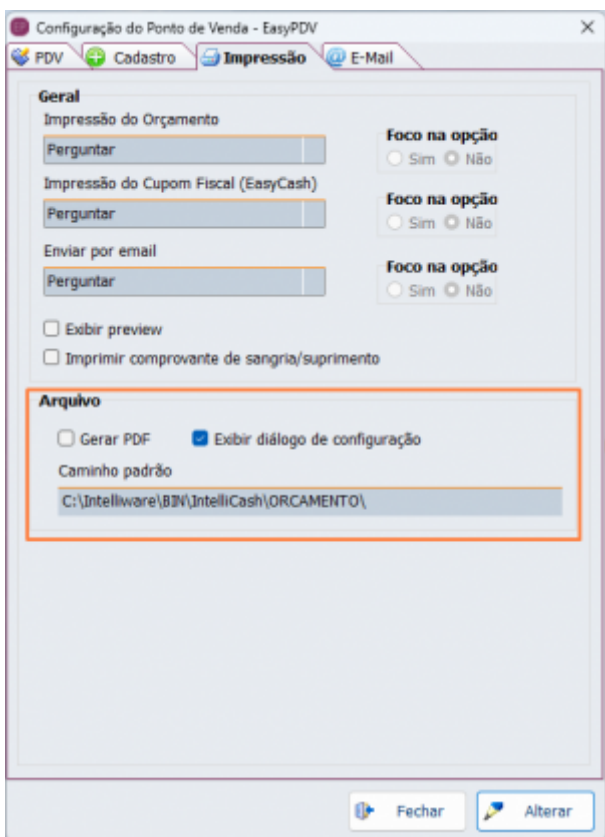 EP Configuração do Ponto de Venda - EasyPDV
PDV Cadastro Impressão @ E-Mail
Geral
Impressão do Orçamento
Perguntar
Foco na opção
Sim Não
Impressão do Cupom Fiscal (EasyCash)
Perguntar
Foco na opção
Sim Não
Enviar por email
Perguntar
Foco na opção
Sim Não
Exibir preview
Imprimir comprovante de sangria/suprimento
Arquivo
Gerar PDF Exibir diálogo de configuração
Caminho padrão
C:\Intelliware\BIN\IntelliCash\ORCAMENTO\
Fechar Alterar